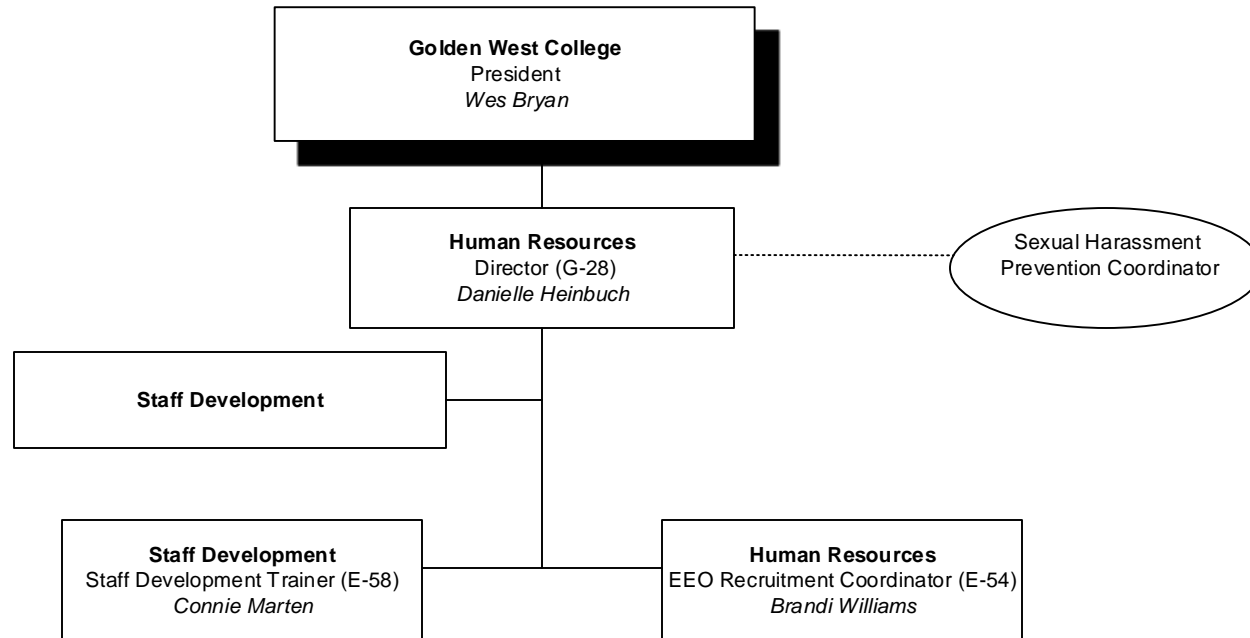 Golden West College
President
Wes Bryan
Human Resources
Director (G-28)
Danielle Heinbuch
Sexual Harassment
Prevention Coordinator
Staff Development
Staff Development
Staff Development Trainer (E-58)
Connie Marten
Human Resources
EEO Recruitment Coordinator (E-54)
Brandi Williams